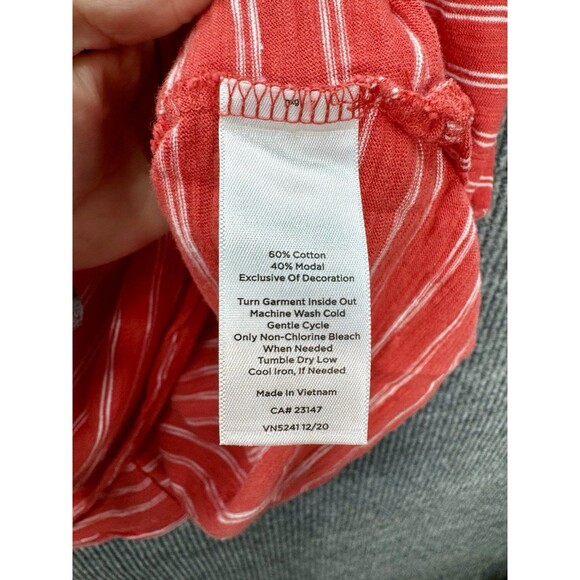 60% Cotton
40% Modal
Exclusive Of Decoration
Turn Garment Inside Out
Machine Wash Cold
Gentle Cycle
Only Non-Chlorine Bleach
When Needed
Tumble Dry Low
Cool Iron, If Needed
Made In Vietnam
CA# 23147
VN5241 12/20